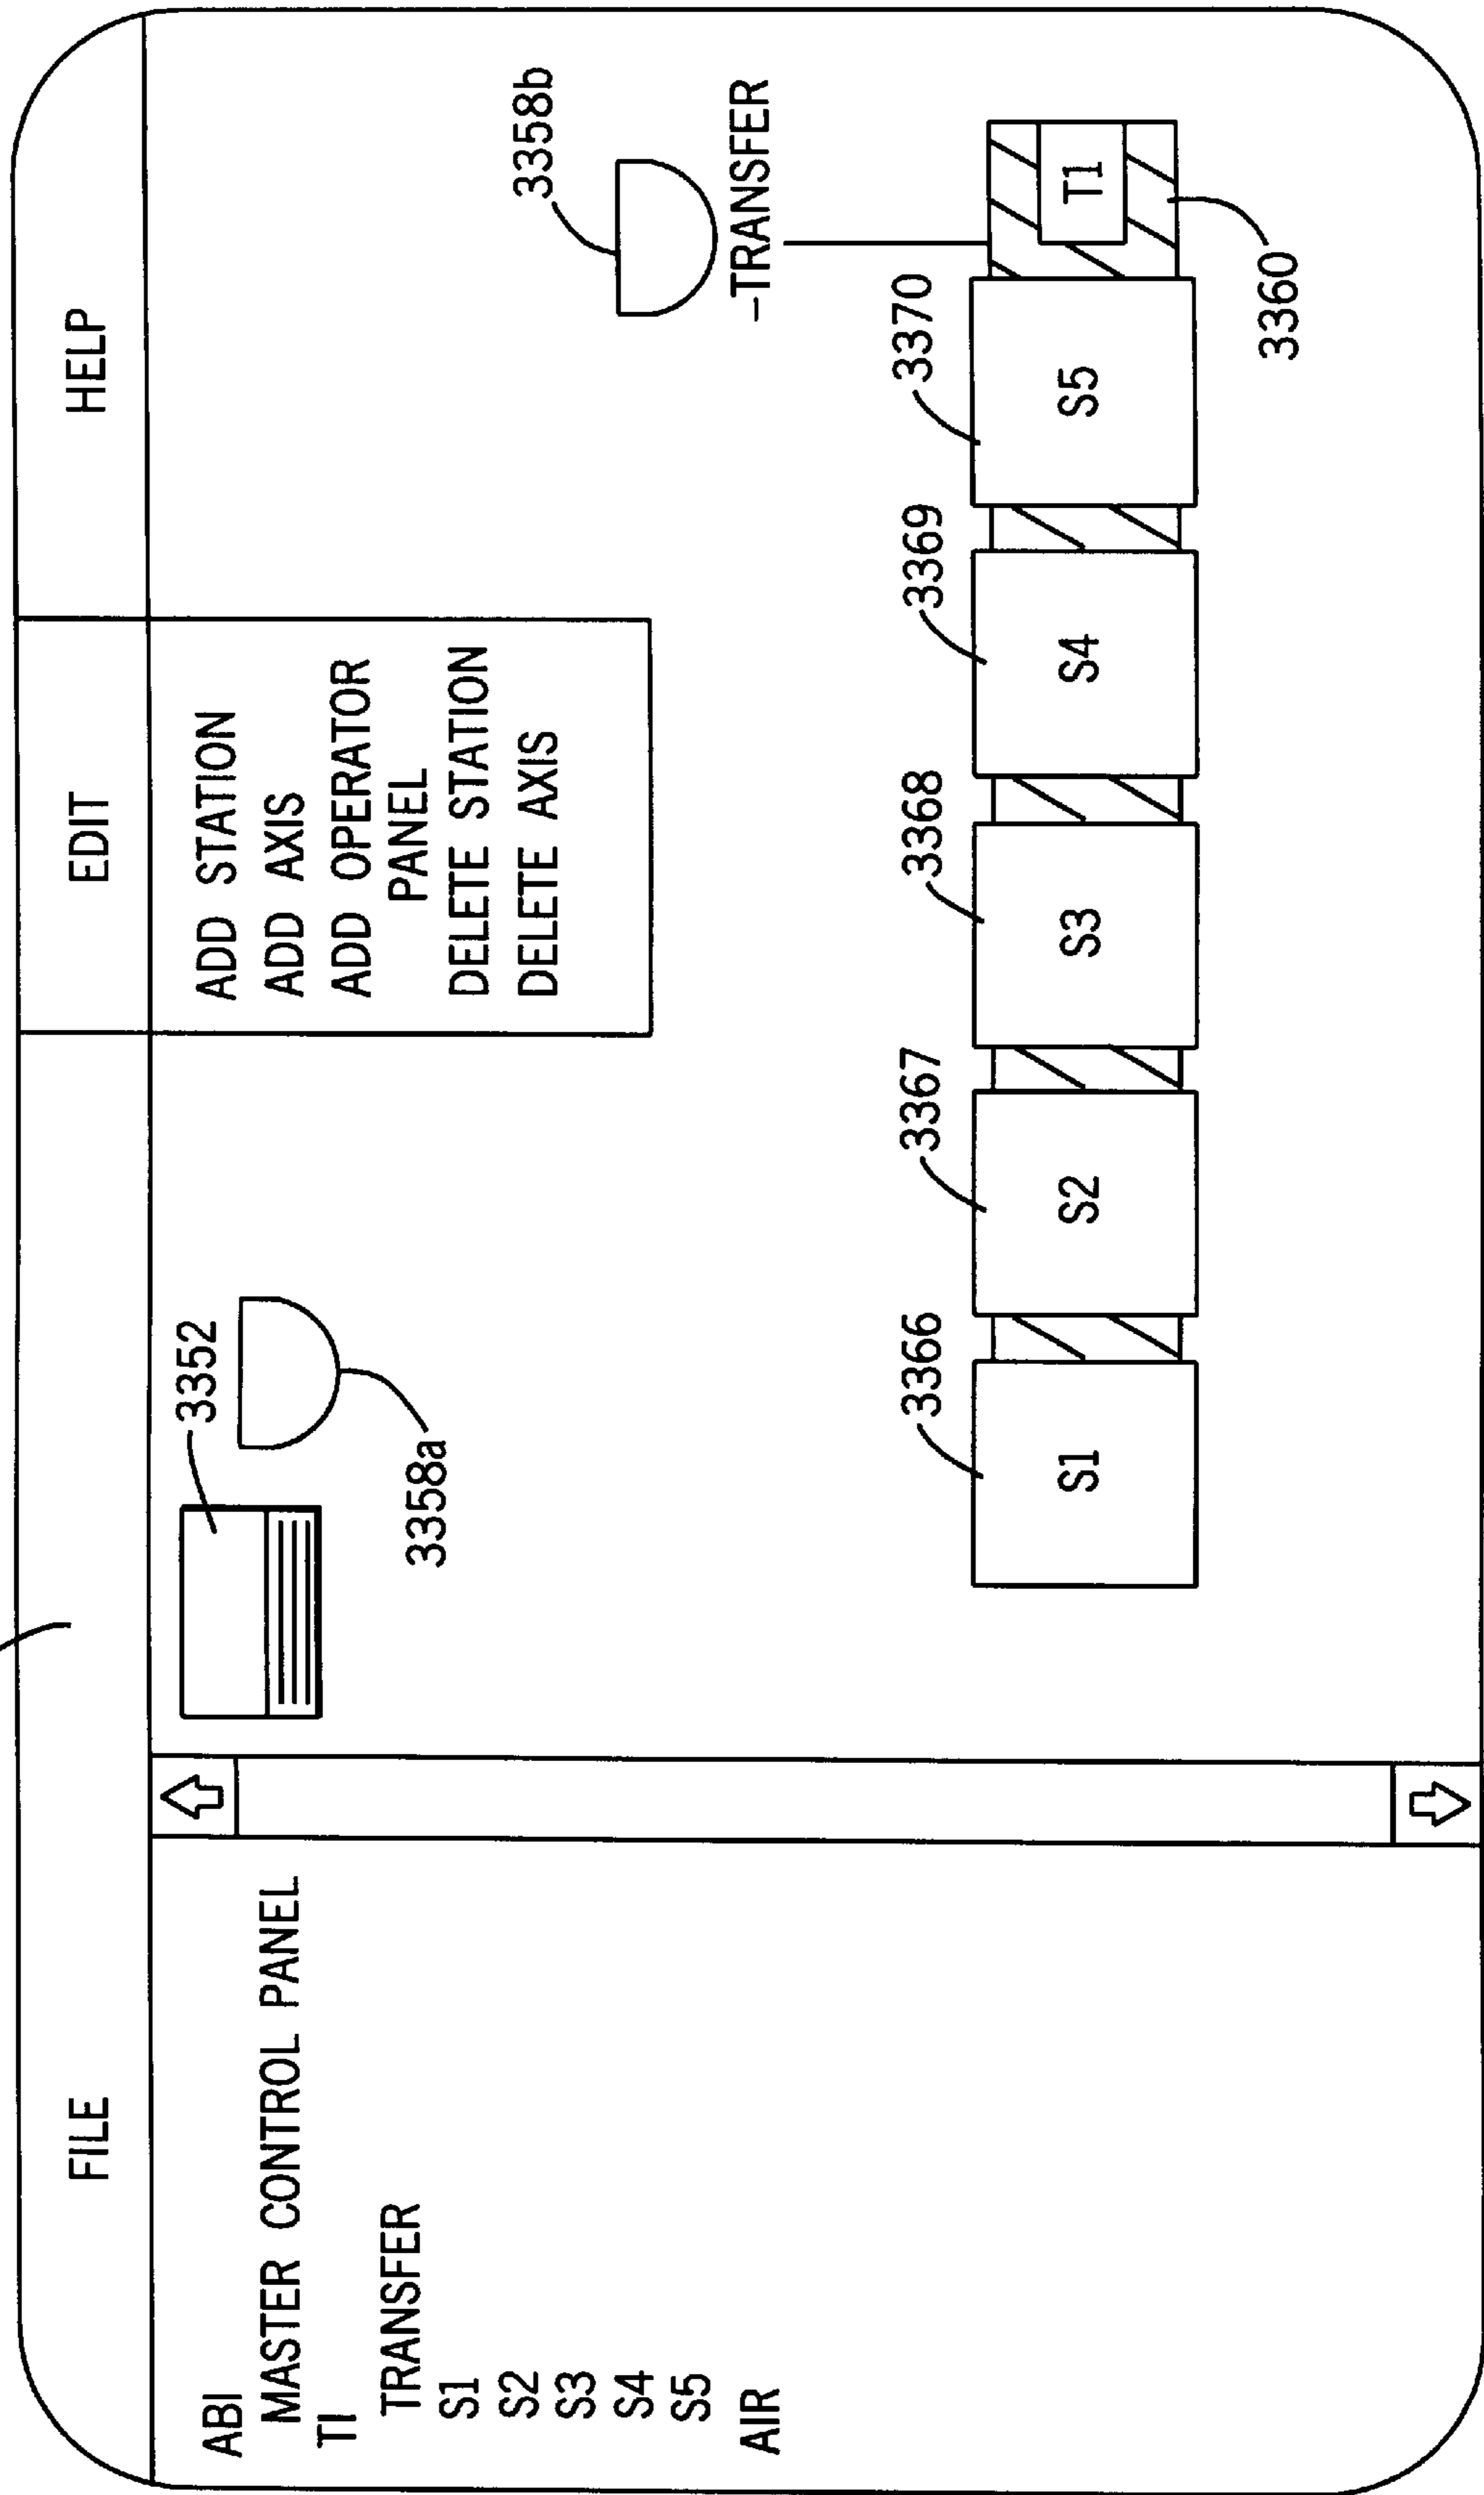 FILE
EDIT
HELP
ABI
MASTER CONTROL PANEL
TI
TRANSFER
S1
S2
S3
S4
S5
AIR
3352
3358a
ADD STATION
ADD AXIS
ADD OPERATOR
PANEL
DELETE STATION
DELETE AXIS
3358b
-TRANSFER
3366
3367
3368
3369
3370
S1
S2
S3
S4
S5
T1
3360